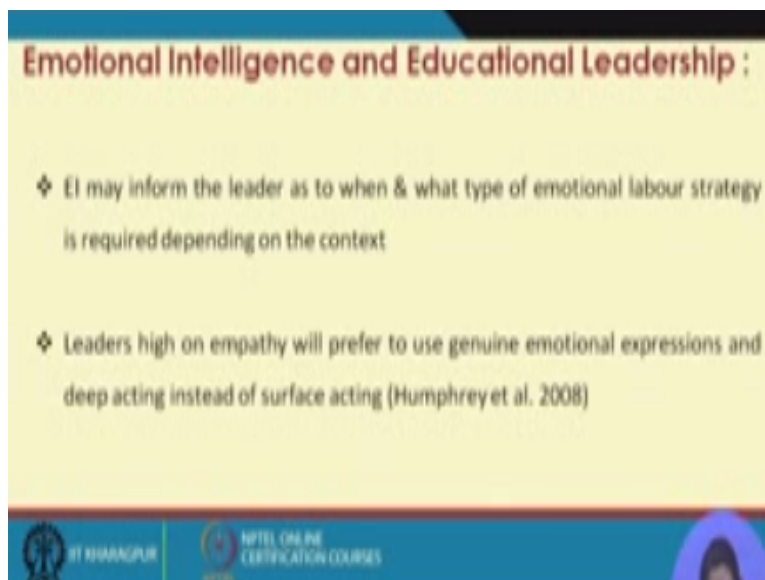 Emotional Intelligence and Educational Leadership :
❖ EI may inform the leader as to when & what type of emotional labour strategy
is required depending on the context
❖ Leaders high on empathy will prefer to use genuine emotional expressions and
deep acting instead of surface acting (Humphrey et al. 2008)
IIT KHARAGPUR
NPTEL ONLINE
CERTIFICATION COURSES